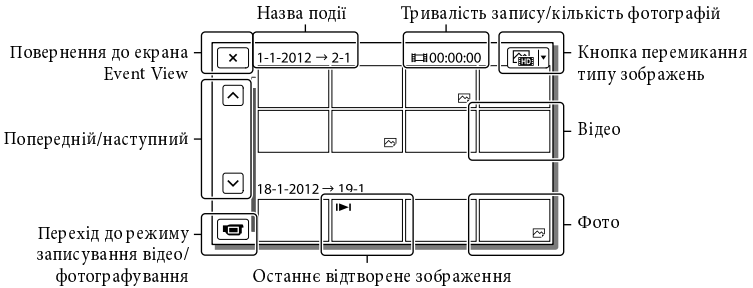 Назва події
Тривалість запису/кількість фотографій
Повернення до екрана
Event View
1-1-2012 → 2-1
00:00:00
HD
Кнопка перемикання
типу зображень
Попередній/наступний
Відео
18-1-2012 → 19-1
Перехід до режиму
записування відео/
фотографування
Фото
Останнє відтворене зображення